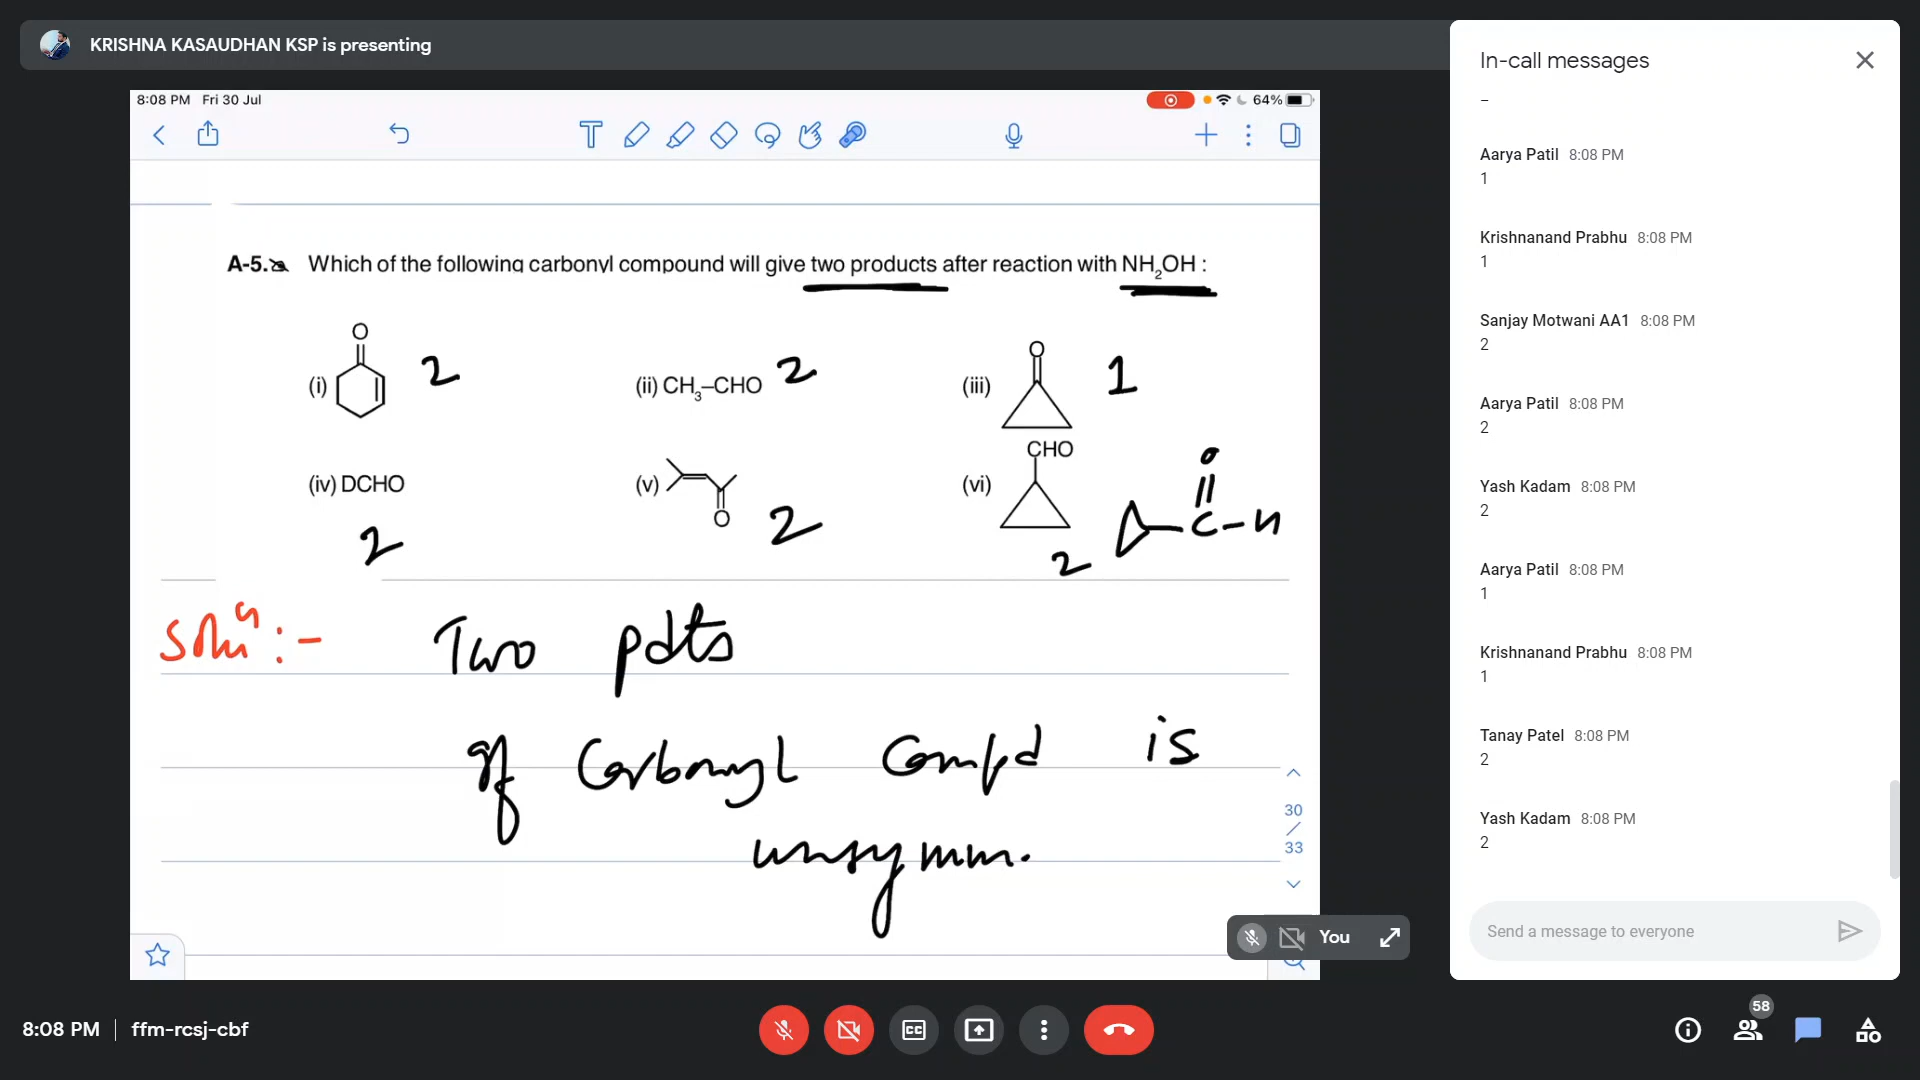 KRISHNA KASAUDHAN KSP is presenting
8:08 PM Fri 30 Jul
64%
A-5. Which of the following carbonyl compound will give two products after reaction with NH₂OH :
O
(i) 2
(ii) CH₃–CHO 2
O
(iii) 1
(iv) DCHO
2
(v) O
2
CHO
(vi)
2
O
C-H
Solⁿ :- Two pdts
If Carbonyl Compd is
unsymm.
30
/
33
You
In-call messages
–
Aarya Patil 8:08 PM
1
Krishnanand Prabhu 8:08 PM
1
Sanjay Motwani AA1 8:08 PM
2
Aarya Patil 8:08 PM
2
Yash Kadam 8:08 PM
2
Aarya Patil 8:08 PM
1
Krishnanand Prabhu 8:08 PM
1
Tanay Patel 8:08 PM
2
Yash Kadam 8:08 PM
2
Send a message to everyone
8:08 PM | ffm-rcsj-cbf
CC
58